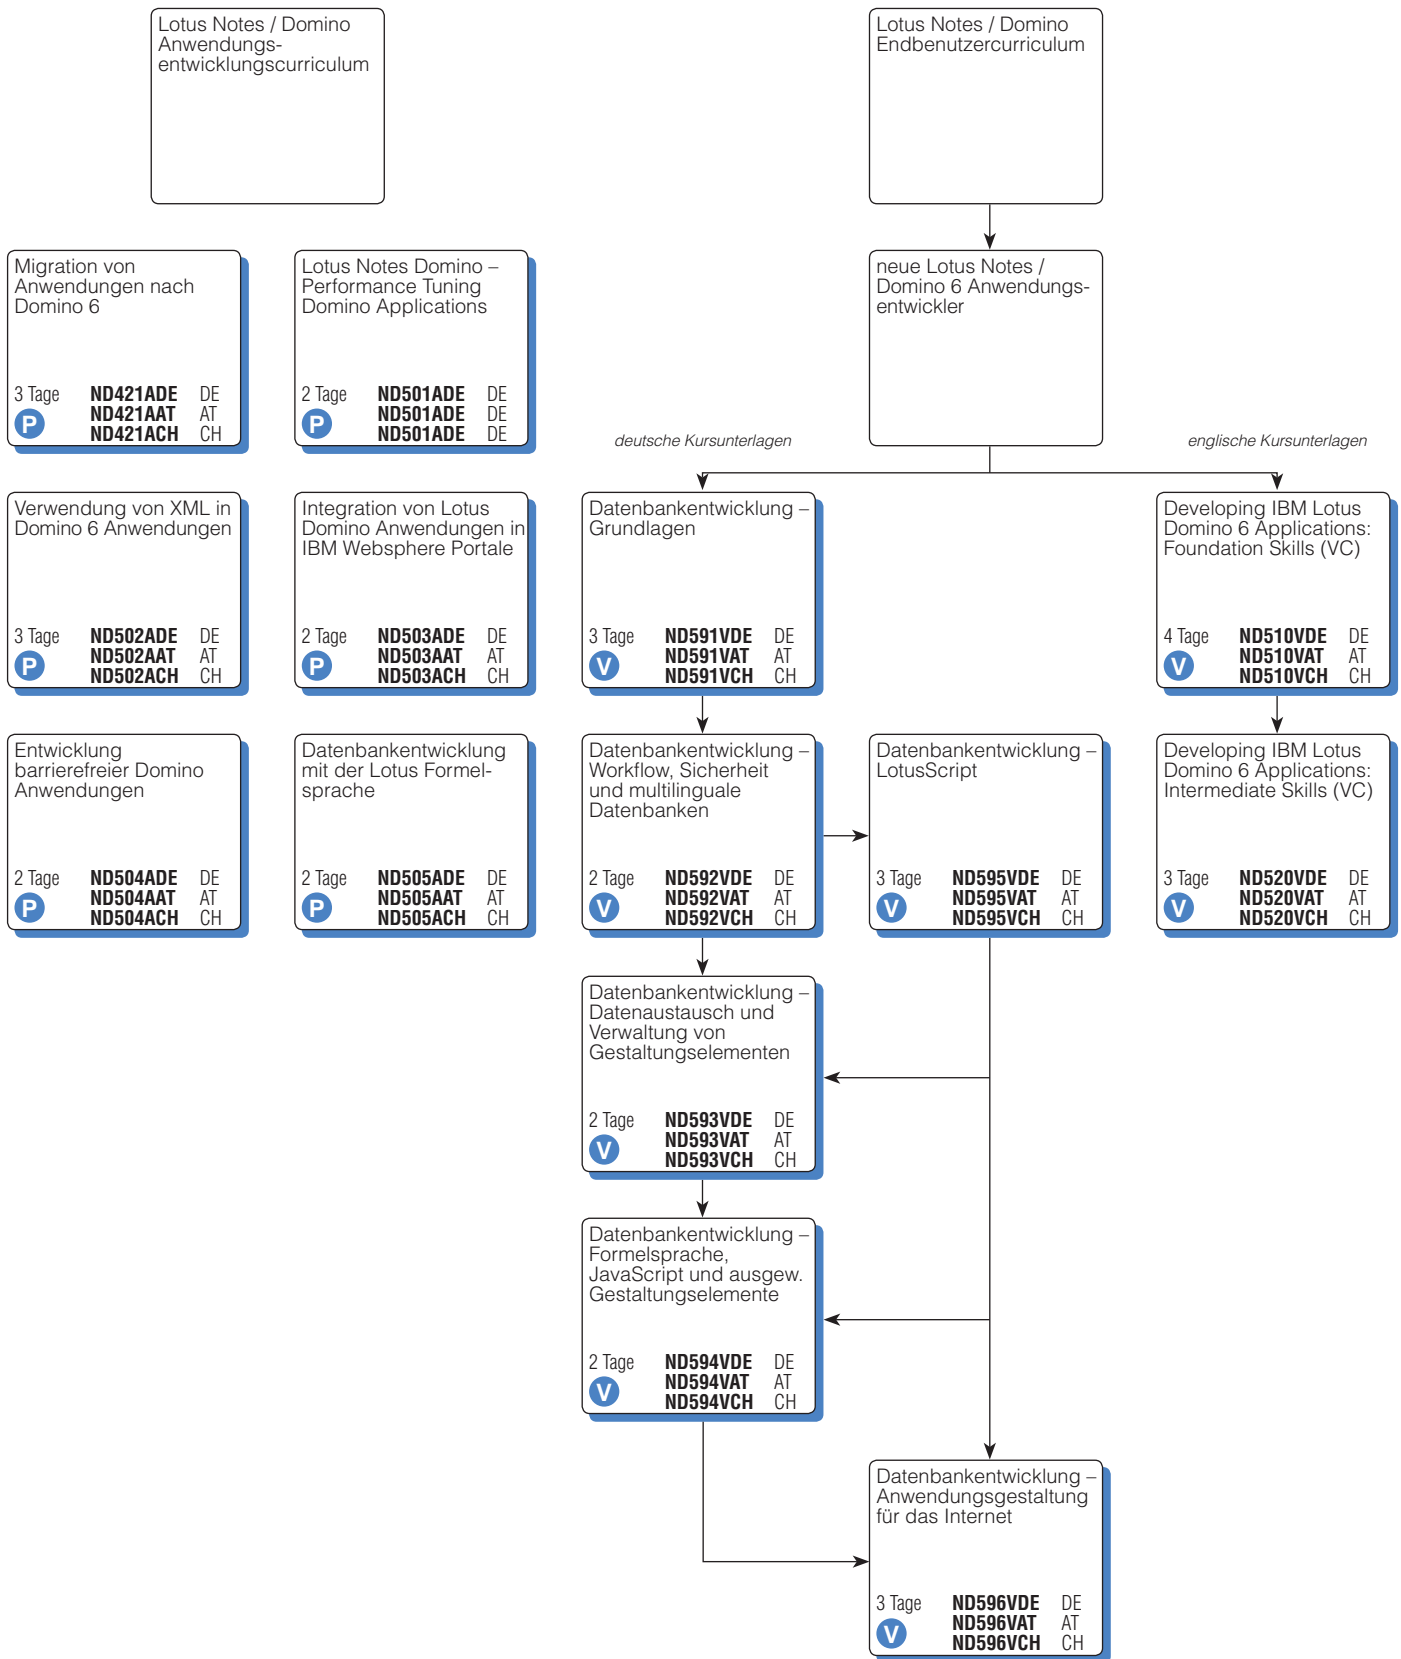 Lotus Notes / Domino
Anwendungs-
entwicklungscurriculum
Lotus Notes / Domino
Endbenutzercurriculum
Migration von
Anwendungen nach
Domino 6
3 Tage ND421ADE DE
ND421AAT AT
P
ND421ACH CH
Lotus Notes Domino –
Performance Tuning
Domino Applications
2 Tage ND501ADE DE
ND501ADE DE
P
ND501ADE DE
neue Lotus Notes /
Domino 6 Anwendungs-
entwickler
deutsche Kursunterlagen
englische Kursunterlagen
Verwendung von XML in
Domino 6 Anwendungen
3 Tage ND502ADE DE
ND502AAT AT
P
ND502ACH CH
Integration von Lotus
Domino Anwendungen in
IBM Websphere Portale
2 Tage ND503ADE DE
ND503AAT AT
P
ND503ACH CH
Datenbankentwicklung –
Grundlagen
3 Tage ND591VDE DE
ND591VAT AT
V
ND591VCH CH
Developing IBM Lotus
Domino 6 Applications:
Foundation Skills (VC)
4 Tage ND510VDE DE
ND510VAT AT
V
ND510VCH CH
Entwicklung
barrierefreier Domino
Anwendungen
2 Tage ND504ADE DE
ND504AAT AT
P
ND504ACH CH
Datenbankentwicklung
mit der Lotus Formel-
sprache
2 Tage ND505ADE DE
ND505AAT AT
P
ND505ACH CH
Datenbankentwicklung –
Workflow, Sicherheit
und multilinguale
Datenbanken
2 Tage ND592VDE DE
ND592VAT AT
V
ND592VCH CH
Datenbankentwicklung –
LotusScript
3 Tage ND595VDE DE
ND595VAT AT
V
ND595VCH CH
Developing IBM Lotus
Domino 6 Applications:
Intermediate Skills (VC)
3 Tage ND520VDE DE
ND520VAT AT
V
ND520VCH CH
Datenbankentwicklung –
Datenaustausch und
Verwaltung von
Gestaltungselementen
2 Tage ND593VDE DE
ND593VAT AT
V
ND593VCH CH
Datenbankentwicklung –
Formelsprache,
JavaScript und ausgew.
Gestaltungselemente
2 Tage ND594VDE DE
ND594VAT AT
V
ND594VCH CH
Datenbankentwicklung –
Anwendungsgestaltung
für das Internet
3 Tage ND596VDE DE
ND596VAT AT
V
ND596VCH CH